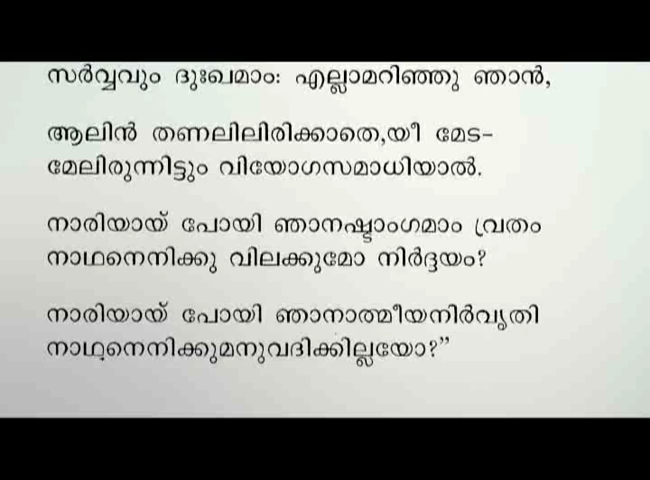 സർവ്വവും ദുഃഖമാം: എല്ലാമറിഞ്ഞു ഞാൻ,
ആലിൻ തണലിലിരിക്കാതെ,യീ മേട-
മേലിരുന്നിട്ടും വിയോഗസമാധിയാൽ.
നാരിയായ് പോയി ഞാനഷ്ടാംഗമാം വ്രതം
നാഥനെനിക്കു വിലക്കുമോ നിർദ്ദയം?
നാരിയായ് പോയി ഞാനാത്മീയനിർവൃതി
നാഥനെനിക്കുമനുവദിക്കില്ലയോ?”